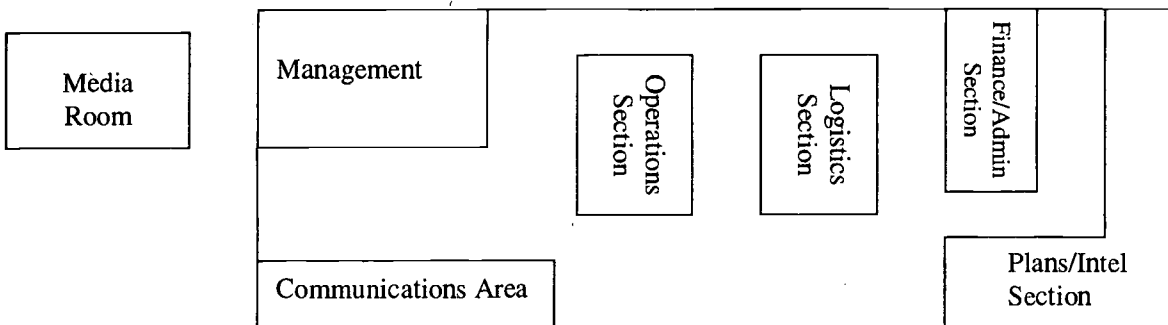 Media
Room
Management
Operations
Section
Logistics
Section
Finance/Admin
Section
Communications Area
Plans/Intel
Section